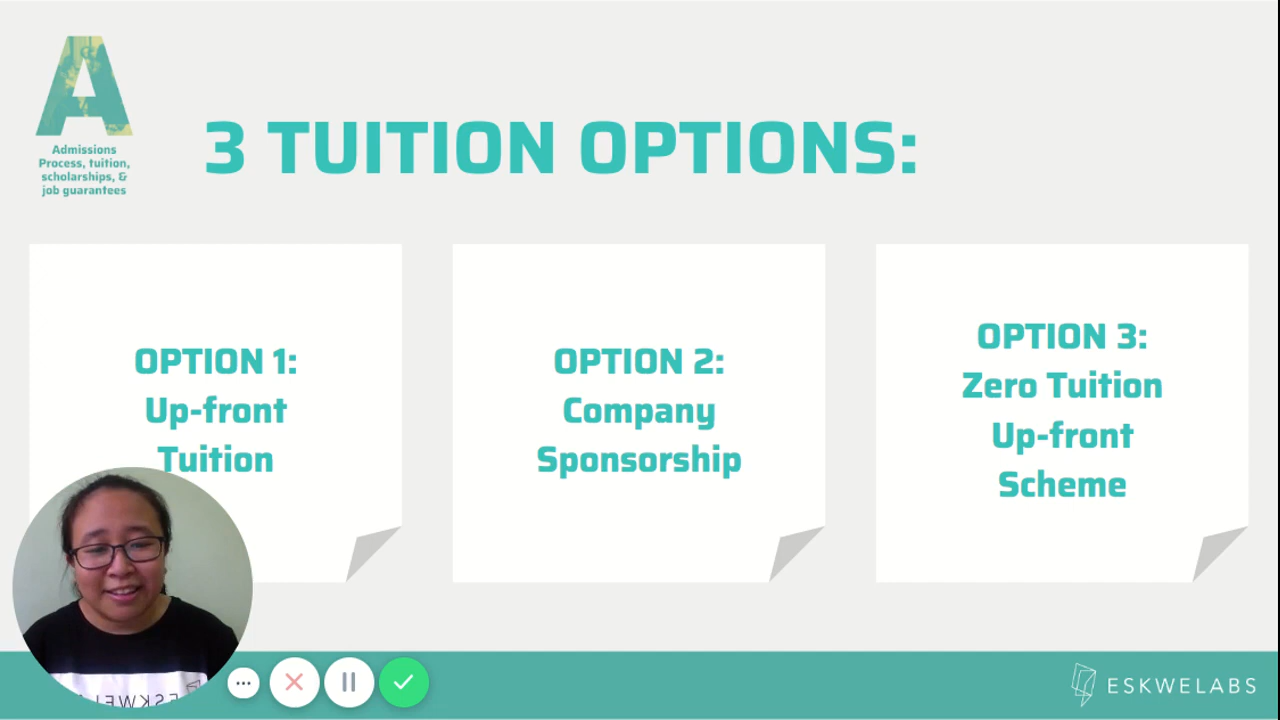 A
Admissions
Process, tuition,
scholarships, &
job guarantees
3 TUITION OPTIONS:
OPTION 1:
Up-front
Tuition
OPTION 2:
Company
Sponsorship
OPTION 3:
Zero Tuition
Up-front
Scheme
ESKWELABS